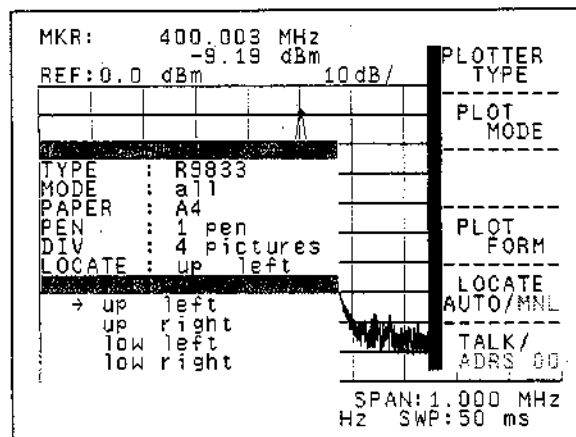 MKR: 400.003 MHz
-9.19 dBm
REF:0.0 dBm 10dB/
TYPE : R9833
MODE : all
PAPER : A4
PEN : 1 pen
DIV : 4 pictures
LOCATE : up left
→ up left
up right
low left
low right
PLOTTER
TYPE
PLOT
MODE
PLOT
FORM
LOCATE
AUTO/MNL
TALK/
ADRS 00
SPAN:1.000 MHz
Hz SWP:50 ms